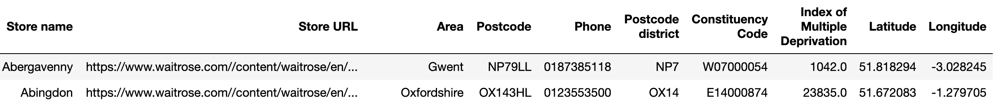 Store name Store URL Area Postcode Phone Postcode district Constituency Code Index of Multiple Deprivation Latitude Longitude
Abergavenny https://www.waitrose.com//content/waitrose/en/... Gwent NP79LL 0187385118 NP7 W07000054 1042.0 51.818294 -3.028245
Abingdon https://www.waitrose.com//content/waitrose/en/... Oxfordshire OX143HL 0123553500 OX14 E14000874 23835.0 51.672083 -1.279705